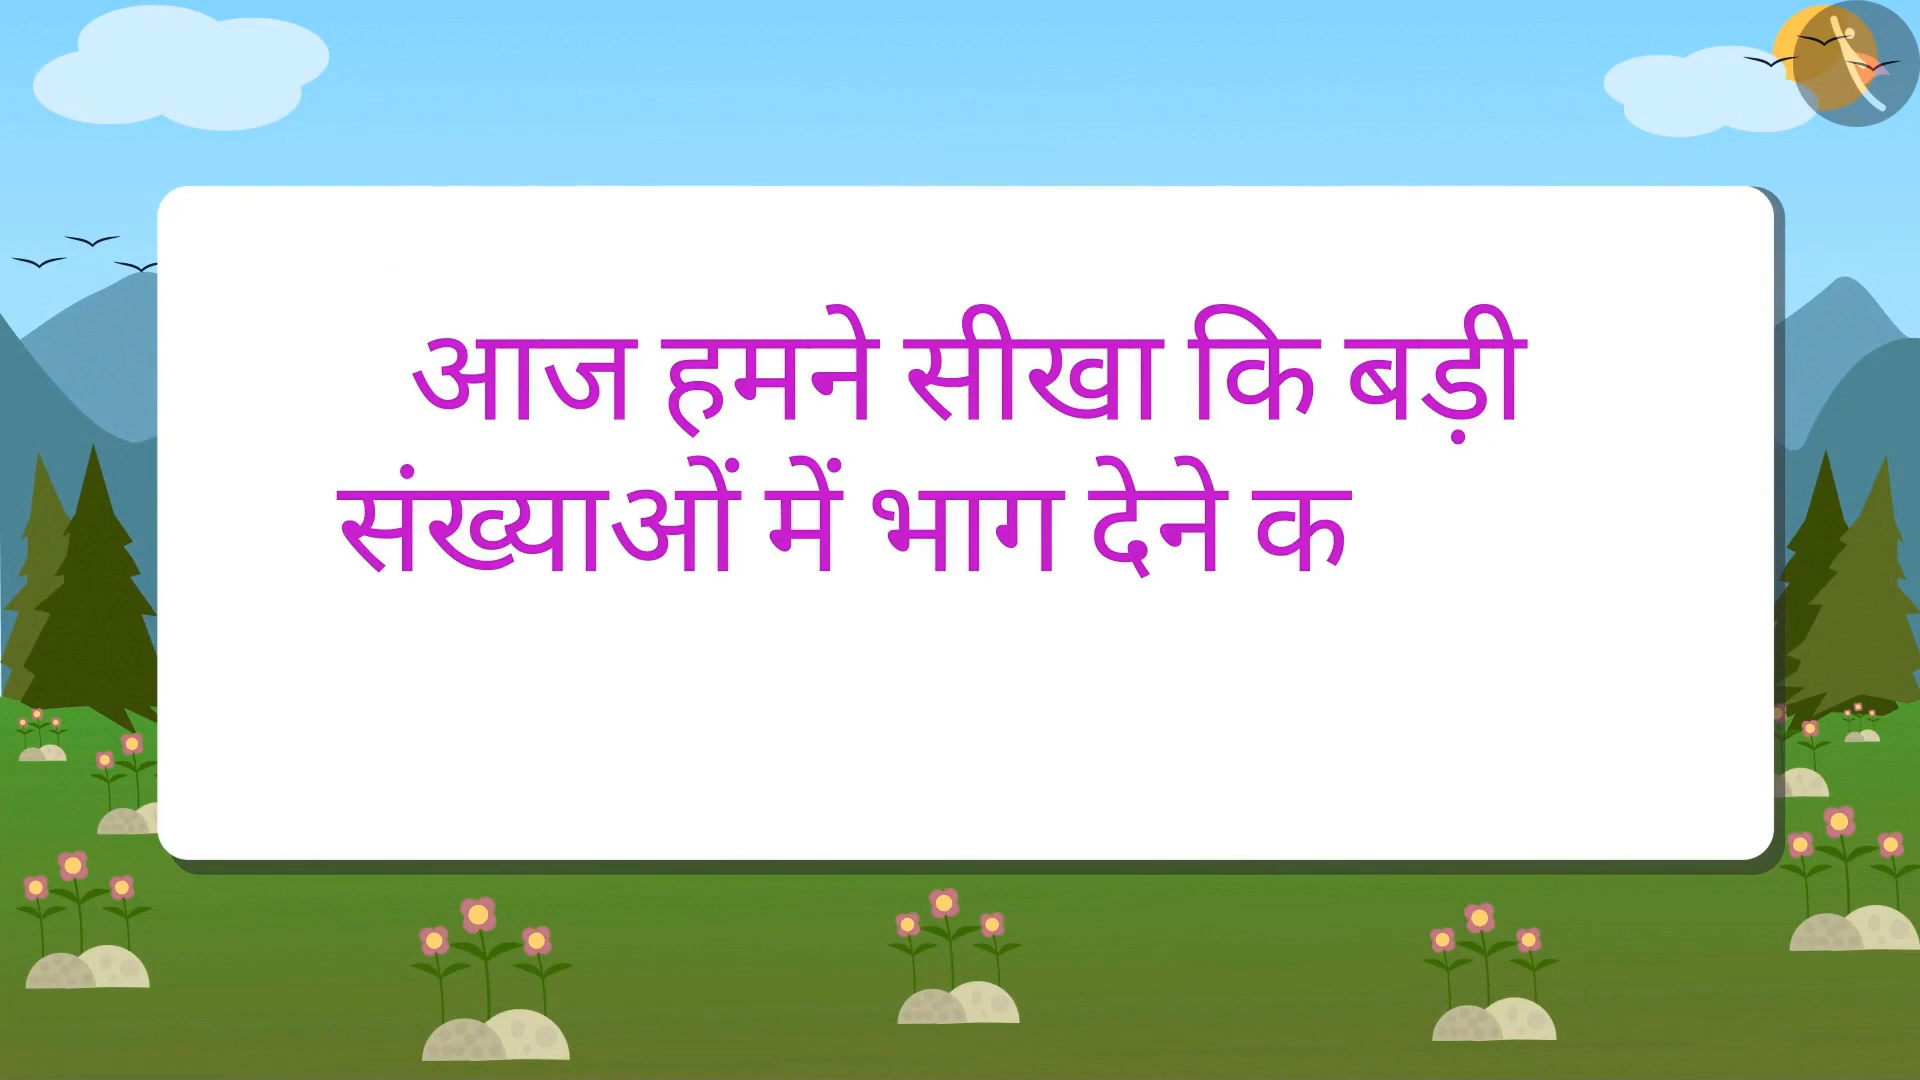 आज हमने सीखा कि बड़ी
संख्याओं में भाग देने क